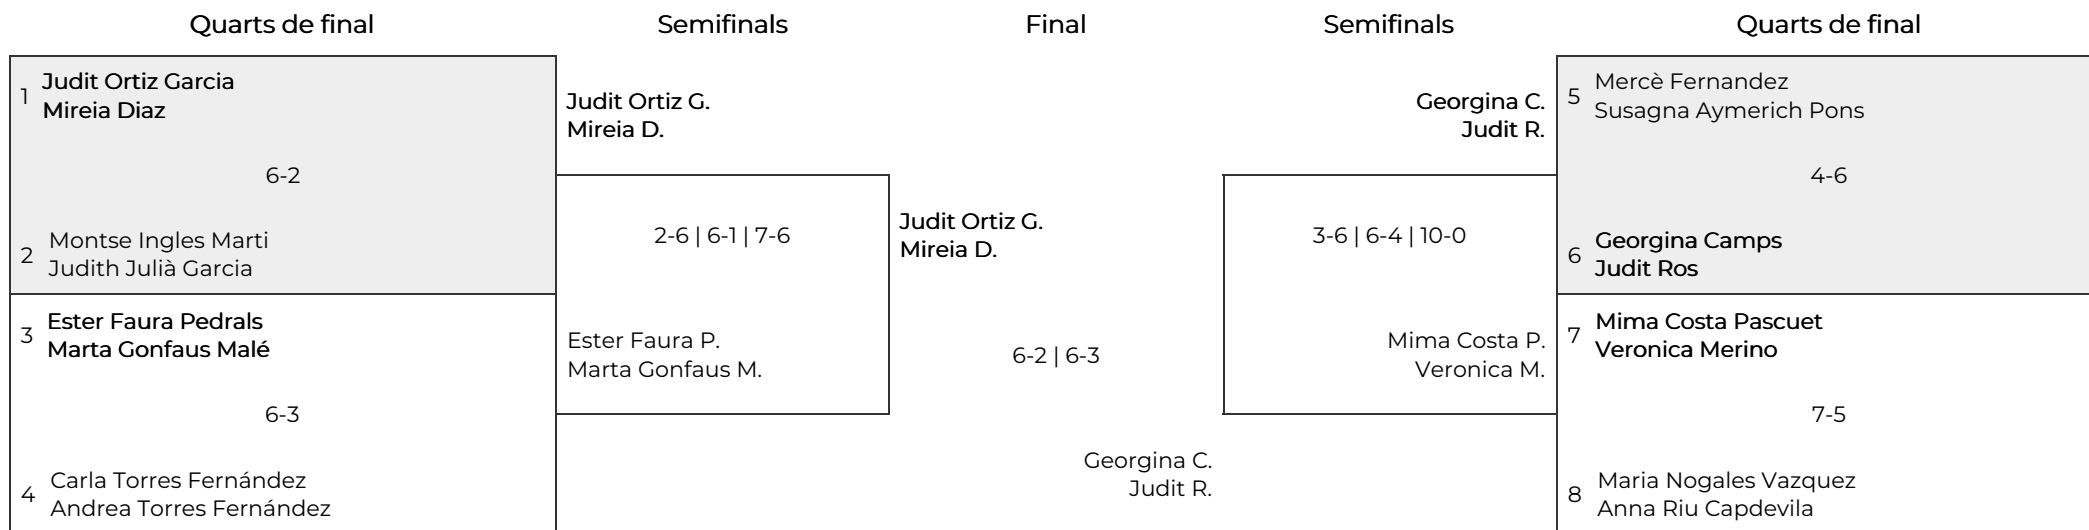 Quarts de final
Semifinals
Final
Semifinals
Quarts de final
1
Judit Ortiz Garcia
Mireia Diaz
6-2
2
Montse Ingles Marti
Judith Julià Garcia
3
Ester Faura Pedrals
Marta Gonfaus Malé
6-3
4
Carla Torres Fernández
Andrea Torres Fernández
Judit Ortiz G.
Mireia D.
2-6 | 6-1 | 7-6
Ester Faura P.
Marta Gonfaus M.
Judit Ortiz G.
Mireia D.
6-2 | 6-3
Georgina C.
Judit R.
Georgina C.
Judit R.
3-6 | 6-4 | 10-0
Mima Costa P.
Veronica M.
5
Mercè Fernandez
Susagna Aymerich Pons
4-6
6
Georgina Camps
Judit Ros
7
Mima Costa Pascuet
Veronica Merino
7-5
8
Maria Nogales Vazquez
Anna Riu Capdevila